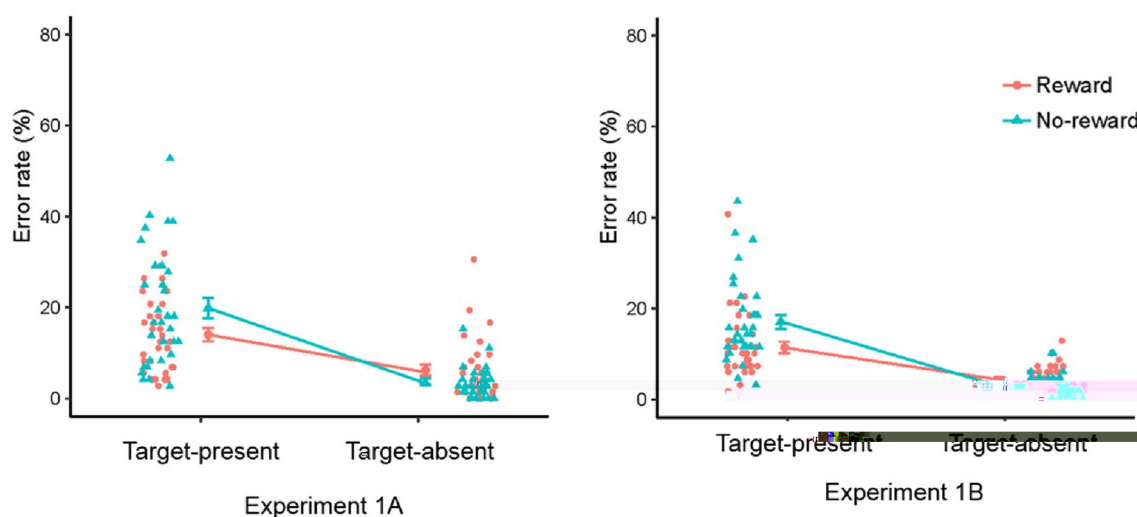 80
60
40
20
0
Error rate (%)
Target-present Target-absent
Experiment 1A
80
60
40
20
0
Error rate (%)
Reward
No-reward
Target-present Target-absent
Experiment 1B